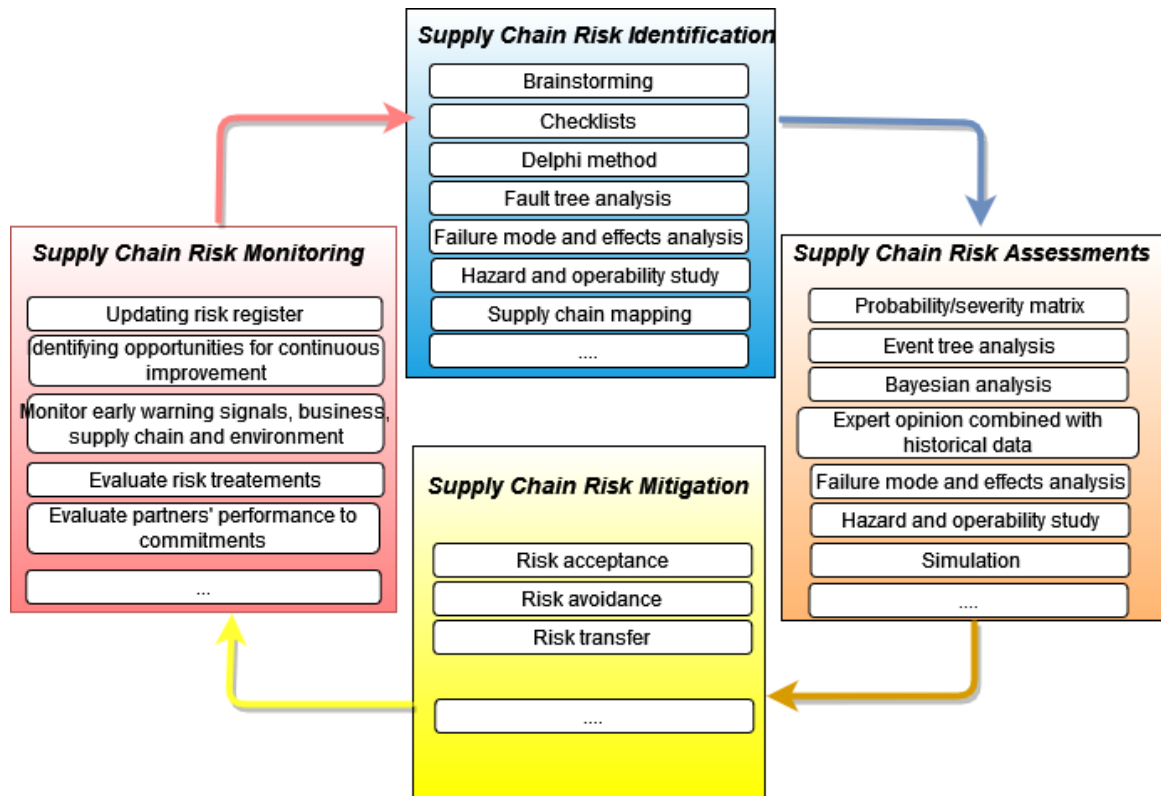 Supply Chain Risk Identification
Brainstorming
Checklists
Delphi method
Fault tree analysis
Failure mode and effects analysis
Hazard and operability study
Supply chain mapping
....
Supply Chain Risk Assessments
Probability/severity matrix
Event tree analysis
Bayesian analysis
Expert opinion combined with
historical data
Failure mode and effects analysis
Hazard and operability study
Simulation
....
Supply Chain Risk Mitigation
Risk acceptance
Risk avoidance
Risk transfer
....
Supply Chain Risk Monitoring
Updating risk register
Identifying opportunities for continuous
improvement
Monitor early warning signals, business,
supply chain and environment
Evaluate risk treatements
Evaluate partners' performance to
commitments
...